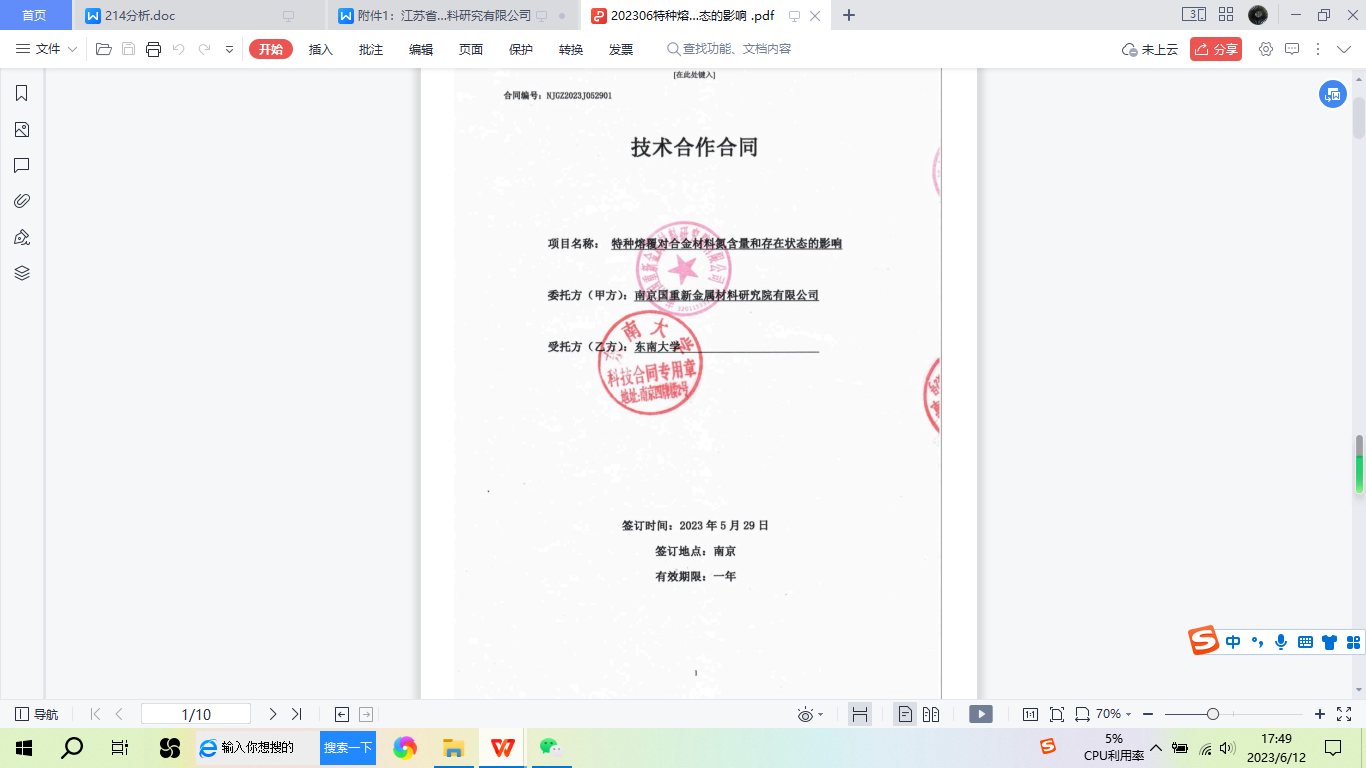 首页
214分析.doc
附件1：江苏省...料研究有限公司
202306特种熔...态的影响 .pdf
文件
开始
插入
批注
编辑
页面
保护
转换
发票
查找功能、文档内容
未上云
分享
[在此处键入]
合同编号：NJGZ2023J052901
技术合作合同
项目名称： 特种熔覆对合金材料氮含量和存在状态的影响
委托方（甲方）：南京国重新金属材料研究院有限公司
受托方（乙方）：东南大学
东南大学
科技合同专用章
签订时间：2023 年 5 月 29 日
签订地点：南京
有效期限：一年
1
中
导航
1/10
1:1
70%
输入你想搜的
搜索一下
5%
CPU利用率
17:49
2023/6/12